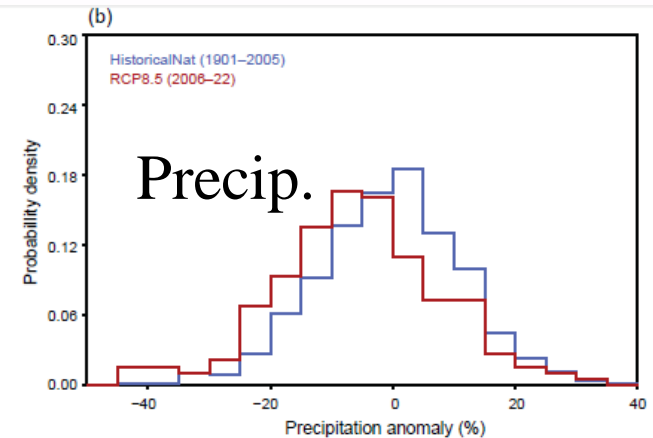 (b)
0.30
HistoricalNat (1901–2005)
RCP8.5 (2006–22)
0.24
Precip.
0.18
Probabillity density
0.12
0.06
0.00
−40 −20 0 20 40
Precipitation anomaly (%)